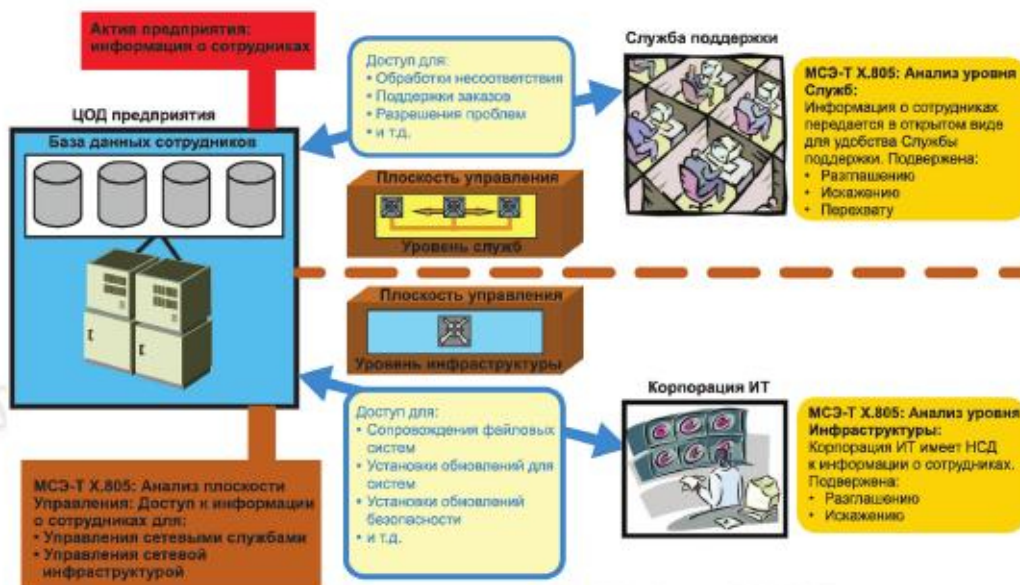 Актив предприятия:
информация о сотрудниках
ЦОД предприятия
База данных сотрудников
Доступ для:
• Обработки несоответствия
• Поддержки заказов
• Разрешения проблем
• и т.д.
Служба поддержки
МСЭ-Т X.805: Анализ уровня
Служб:
Информация о сотрудниках
передается в открытом виде
для удобства Службы
поддержки. Подвержена:
• Разглашению
• Искажению
• Перехвату
Плоскость управления
Уровень служб
Плоскость управления
Уровень инфраструктуры
Доступ для:
• Сопровождения файловых
систем
• Установки обновлений для
систем
• Установки обновлений
безопасности
• и т.д.
Корпорация ИТ
МСЭ-Т X.805: Анализ уровня
Инфраструктуры:
Корпорация ИТ имеет НСД
к информации о сотрудниках.
Подвержена:
• Разглашению
• Искажению
МСЭ-Т X.805: Анализ плоскости
Управления: Доступ к информации
о сотрудниках для:
• Управления сетевыми службами
• Управления сетевой
инфраструктурой